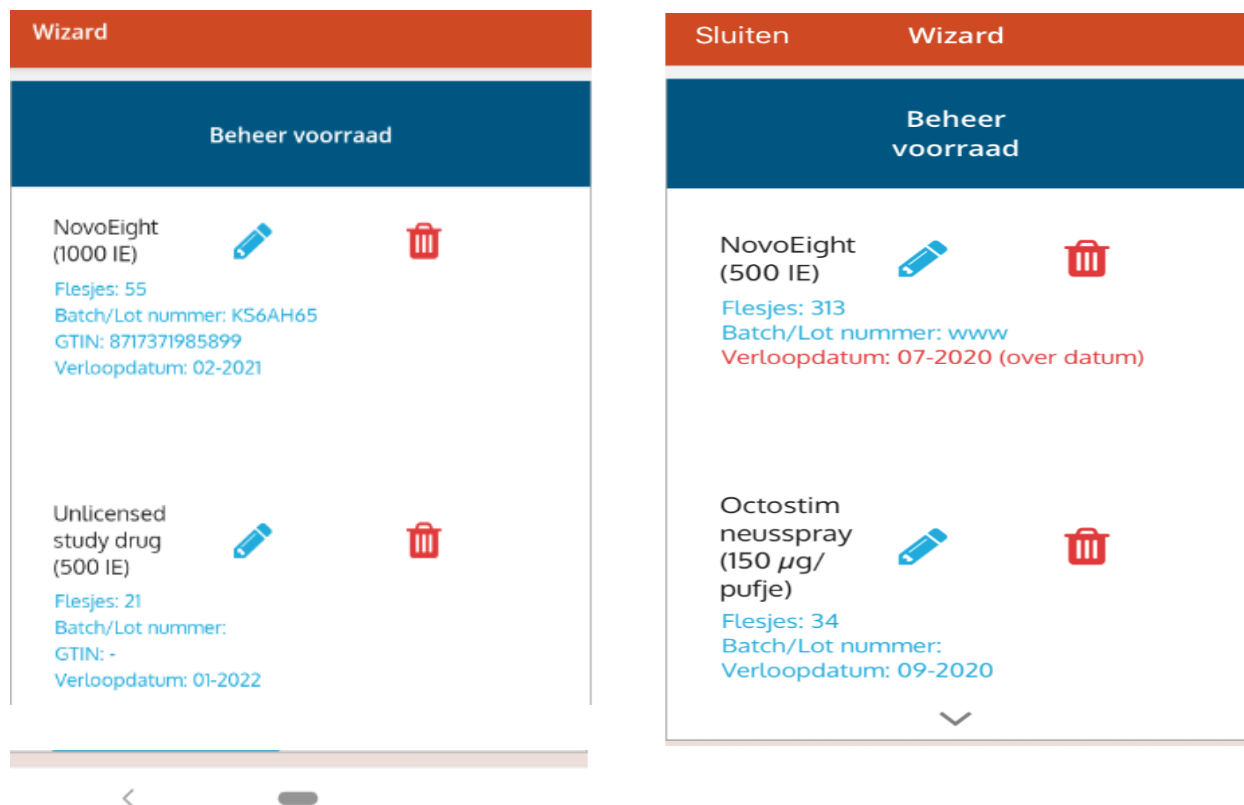 Wizard
Beheer voorraad
NovoEight
(1000 IE)
Flesjes: 55
Batch/Lot nummer: KS6AH65
GTIN: 8717371985899
Verloopdatum: 02-2021
Unlicensed
study drug
(500 IE)
Flesjes: 21
Batch/Lot nummer:
GTIN: -
Verloopdatum: 01-2022
Sluiten Wizard
Beheer
voorraad
NovoEight
(500 IE)
Flesjes: 313
Batch/Lot nummer: www
Verloopdatum: 07-2020 (over datum)
Octostim
neusspray
(150 µg/
pufje)
Flesjes: 34
Batch/Lot nummer:
Verloopdatum: 09-2020